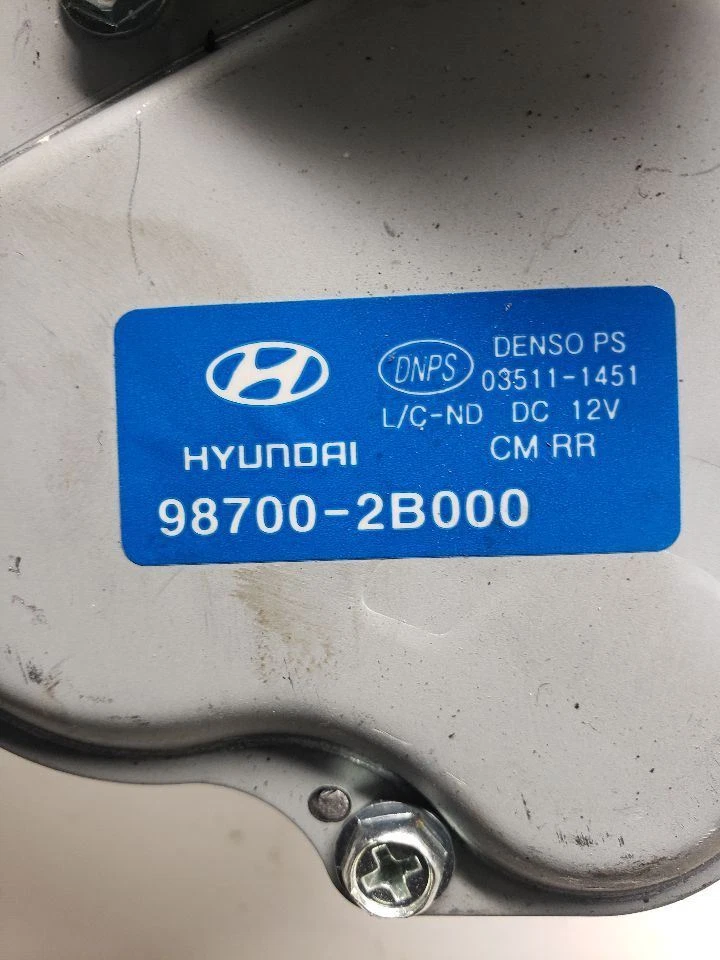 DNPS DENSO PS
03511-1451
L/C-ND DC 12V
HYUNDAI CM RR
98700-2B000